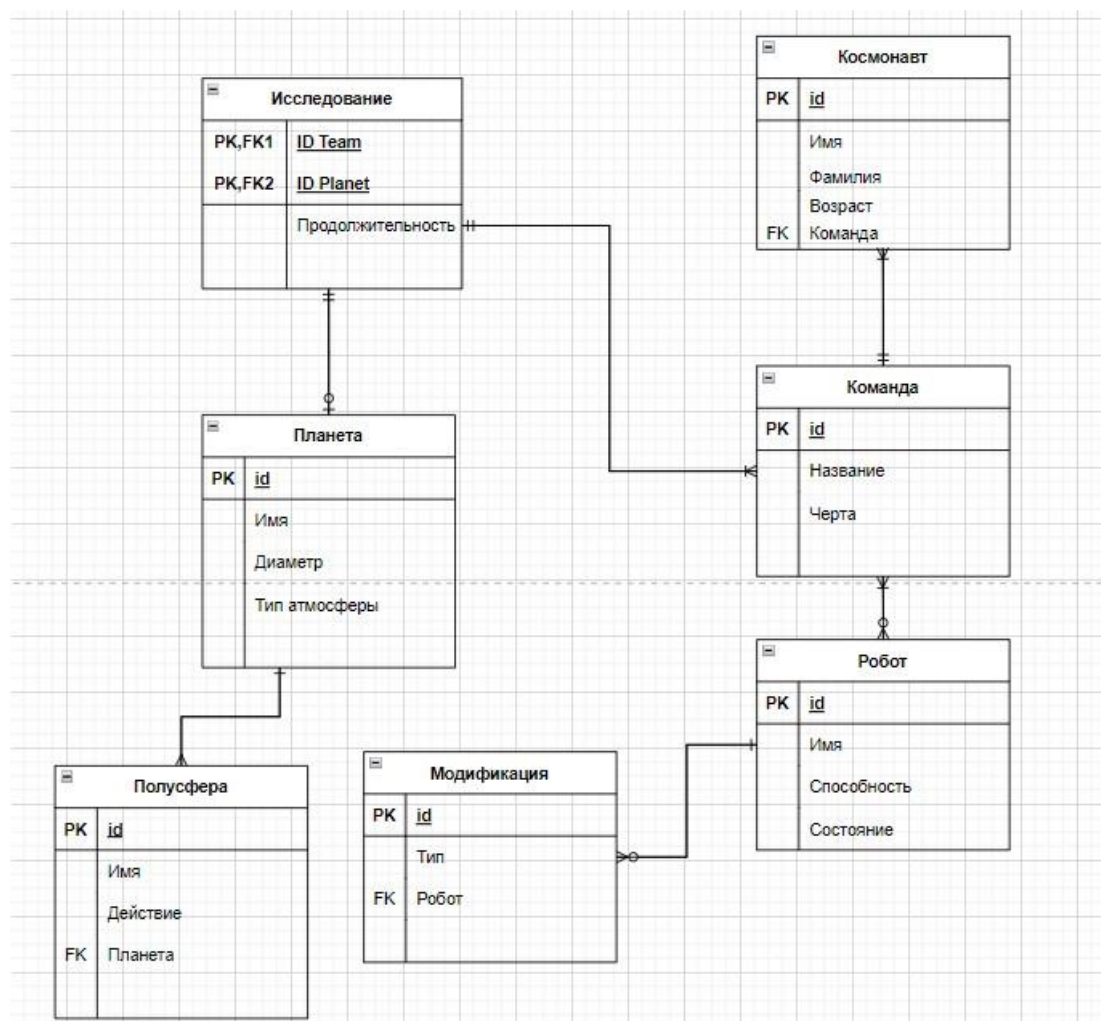 Исследование
PK,FK1 ID Team
PK,FK2 ID Planet
Продолжительность
Космонавт
PK id
Имя
Фамилия
Возраст
FK Команда
Планета
PK id
Имя
Диаметр
Тип атмосферы
Команда
PK id
Название
Черта
Полусфера
PK id
Имя
Действие
FK Планета
Модификация
PK id
Тип
FK Робот
Робот
PK id
Имя
Способность
Состояние